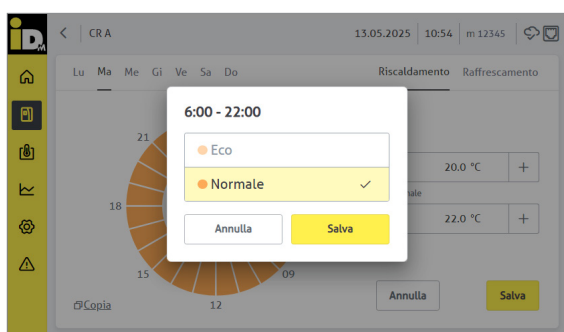 iDM
CR A
13.05.2025 10:54 m 12345
Lu Ma Me Gi Ve Sa Do
Riscaldamento Raffrescamento
6:00 - 22:00
Eco
Normale
Annulla Salva
21
18
15
12
09
20.0 °C +
22.0 °C +
Copia
Annulla Salva